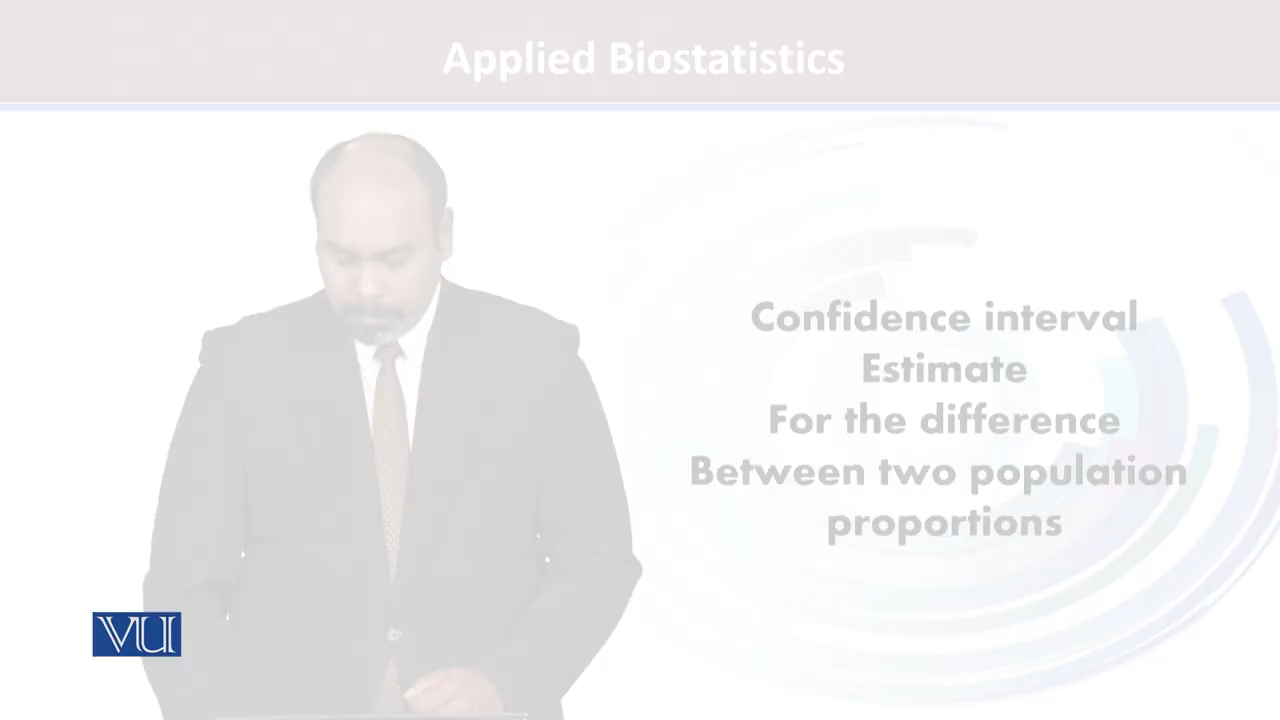 Applied Biostatistics
Confidence interval
Estimate
For the difference
Between two population
proportions
VU